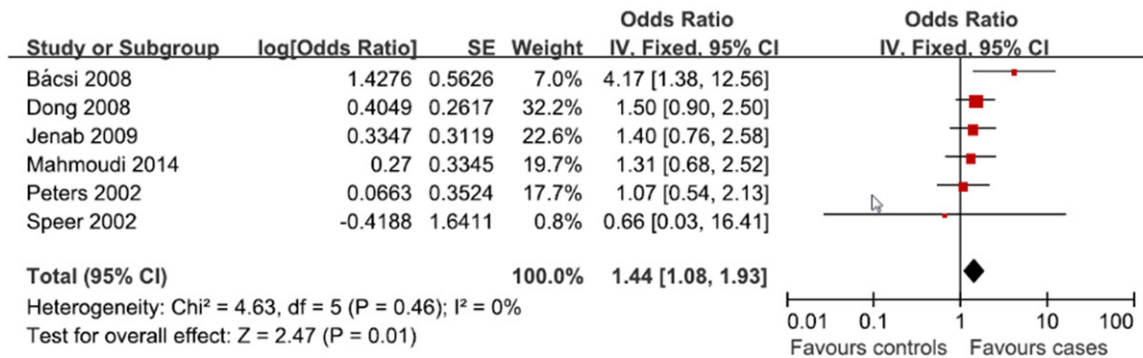 Odds Ratio Odds Ratio
Study or Subgroup log[Odds Ratio] SE Weight IV, Fixed, 95% CI IV, Fixed, 95% CI
Bácsi 2008 1.4276 0.5626 7.0% 4.17 [1.38, 12.56]
Dong 2008 0.4049 0.2617 32.2% 1.50 [0.90, 2.50]
Jenab 2009 0.3347 0.3119 22.6% 1.40 [0.76, 2.58]
Mahmoudi 2014 0.27 0.3345 19.7% 1.31 [0.68, 2.52]
Peters 2002 0.0663 0.3524 17.7% 1.07 [0.54, 2.13]
Speer 2002 -0.4188 1.6411 0.8% 0.66 [0.03, 16.41]
Total (95% CI) 100.0% 1.44 [1.08, 1.93]
Heterogeneity: Chi² = 4.63, df = 5 (P = 0.46); I² = 0%
Test for overall effect: Z = 2.47 (P = 0.01)
0.01 0.1 1 10 100
Favours controls Favours cases